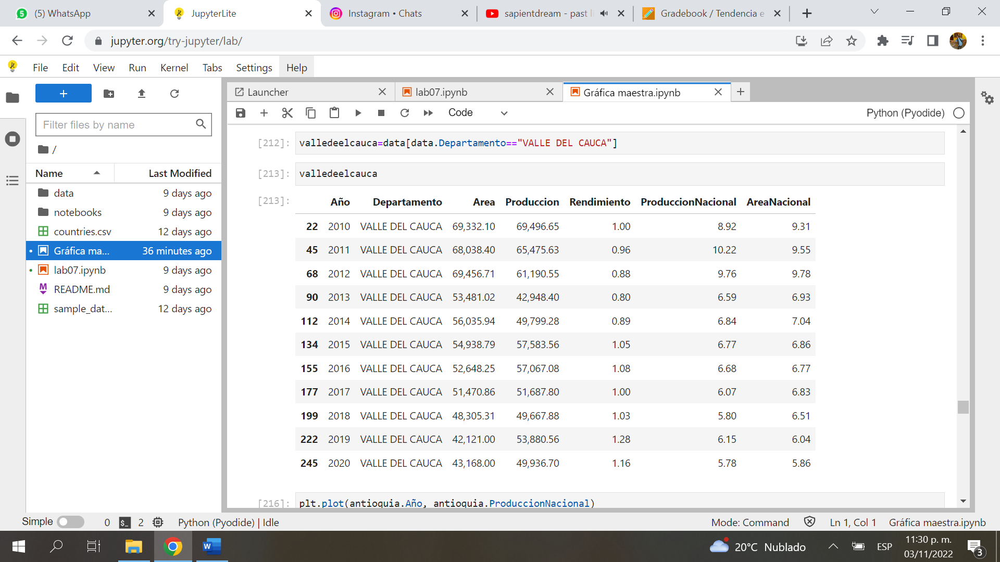 (5) WhatsApp
JupyterLite
Instagram • Chats
sapientdream - past l
Gradebook / Tendencia e
jupyter.org/try-jupyter/lab/
File Edit View Run Kernel Tabs Settings Help
Launcher
lab07.ipynb
Gráfica maestra.ipynb
Code
Python (Pyodide)
Filter files by name
/
Name Last Modified
data 9 days ago
notebooks 9 days ago
countries.csv 12 days ago
Gráfica ma... 36 minutes ago
lab07.ipynb 9 days ago
README.md 9 days ago
sample_dat... 12 days ago
[212]: valledeelcauca=data[data.Departamento=="VALLE DEL CAUCA"]
[213]: valledeelcauca
[213]: Año Departamento Area Produccion Rendimiento ProduccionNacional AreaNacional
22 2010 VALLE DEL CAUCA 69,332.10 69,496.65 1.00 8.92 9.31
45 2011 VALLE DEL CAUCA 68,038.40 65,475.63 0.96 10.22 9.55
68 2012 VALLE DEL CAUCA 69,456.71 61,190.55 0.88 9.76 9.78
90 2013 VALLE DEL CAUCA 53,481.02 42,948.40 0.80 6.59 6.93
112 2014 VALLE DEL CAUCA 56,035.94 49,799.28 0.89 6.84 7.04
134 2015 VALLE DEL CAUCA 54,938.79 57,583.56 1.05 6.77 6.86
155 2016 VALLE DEL CAUCA 52,648.25 57,067.08 1.08 6.68 6.77
177 2017 VALLE DEL CAUCA 51,470.86 51,687.80 1.00 6.07 6.83
199 2018 VALLE DEL CAUCA 48,305.31 49,667.88 1.03 5.80 6.51
222 2019 VALLE DEL CAUCA 42,121.00 53,880.56 1.28 6.15 6.04
245 2020 VALLE DEL CAUCA 43,168.00 49,936.70 1.16 5.78 5.86
[216]: plt.plot(antioquia.Año, antioquia.ProduccionNacional)
Simple 0 $_ 2 Python (Pyodide) | Idle Mode: Command Ln 1, Col 1 Gráfica maestra.ipynb
20°C Nublado
ESP
11:30 p. m.
03/11/2022
3